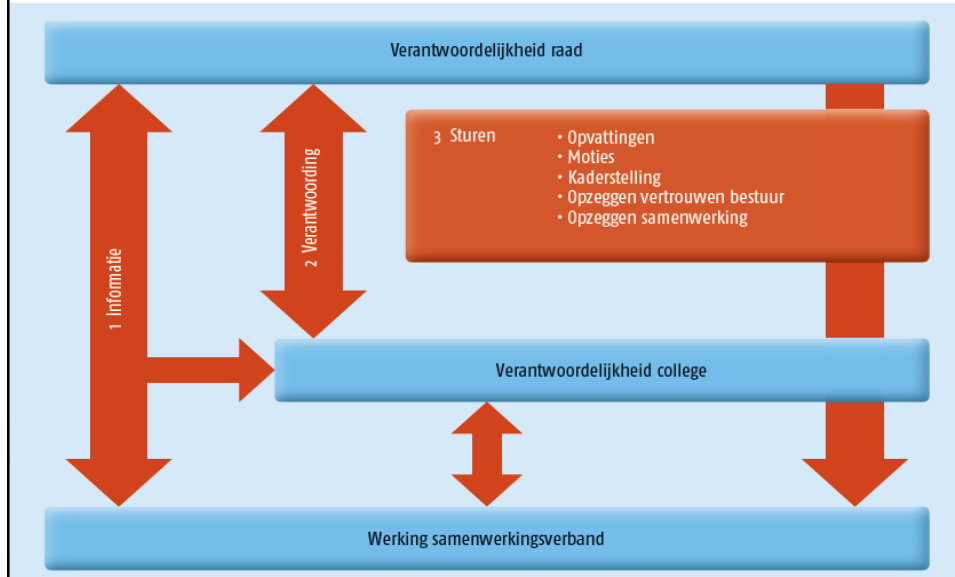 Verantwoordelijkheid raad
1 Informatie
2 Verantwoording
3 Sturen
• Opvattingen
• Moties
• Kaderstelling
• Opzeggen vertrouwen bestuur
• Opzeggen samenwerking
Verantwoordelijkheid college
Werking samenwerkingsverband